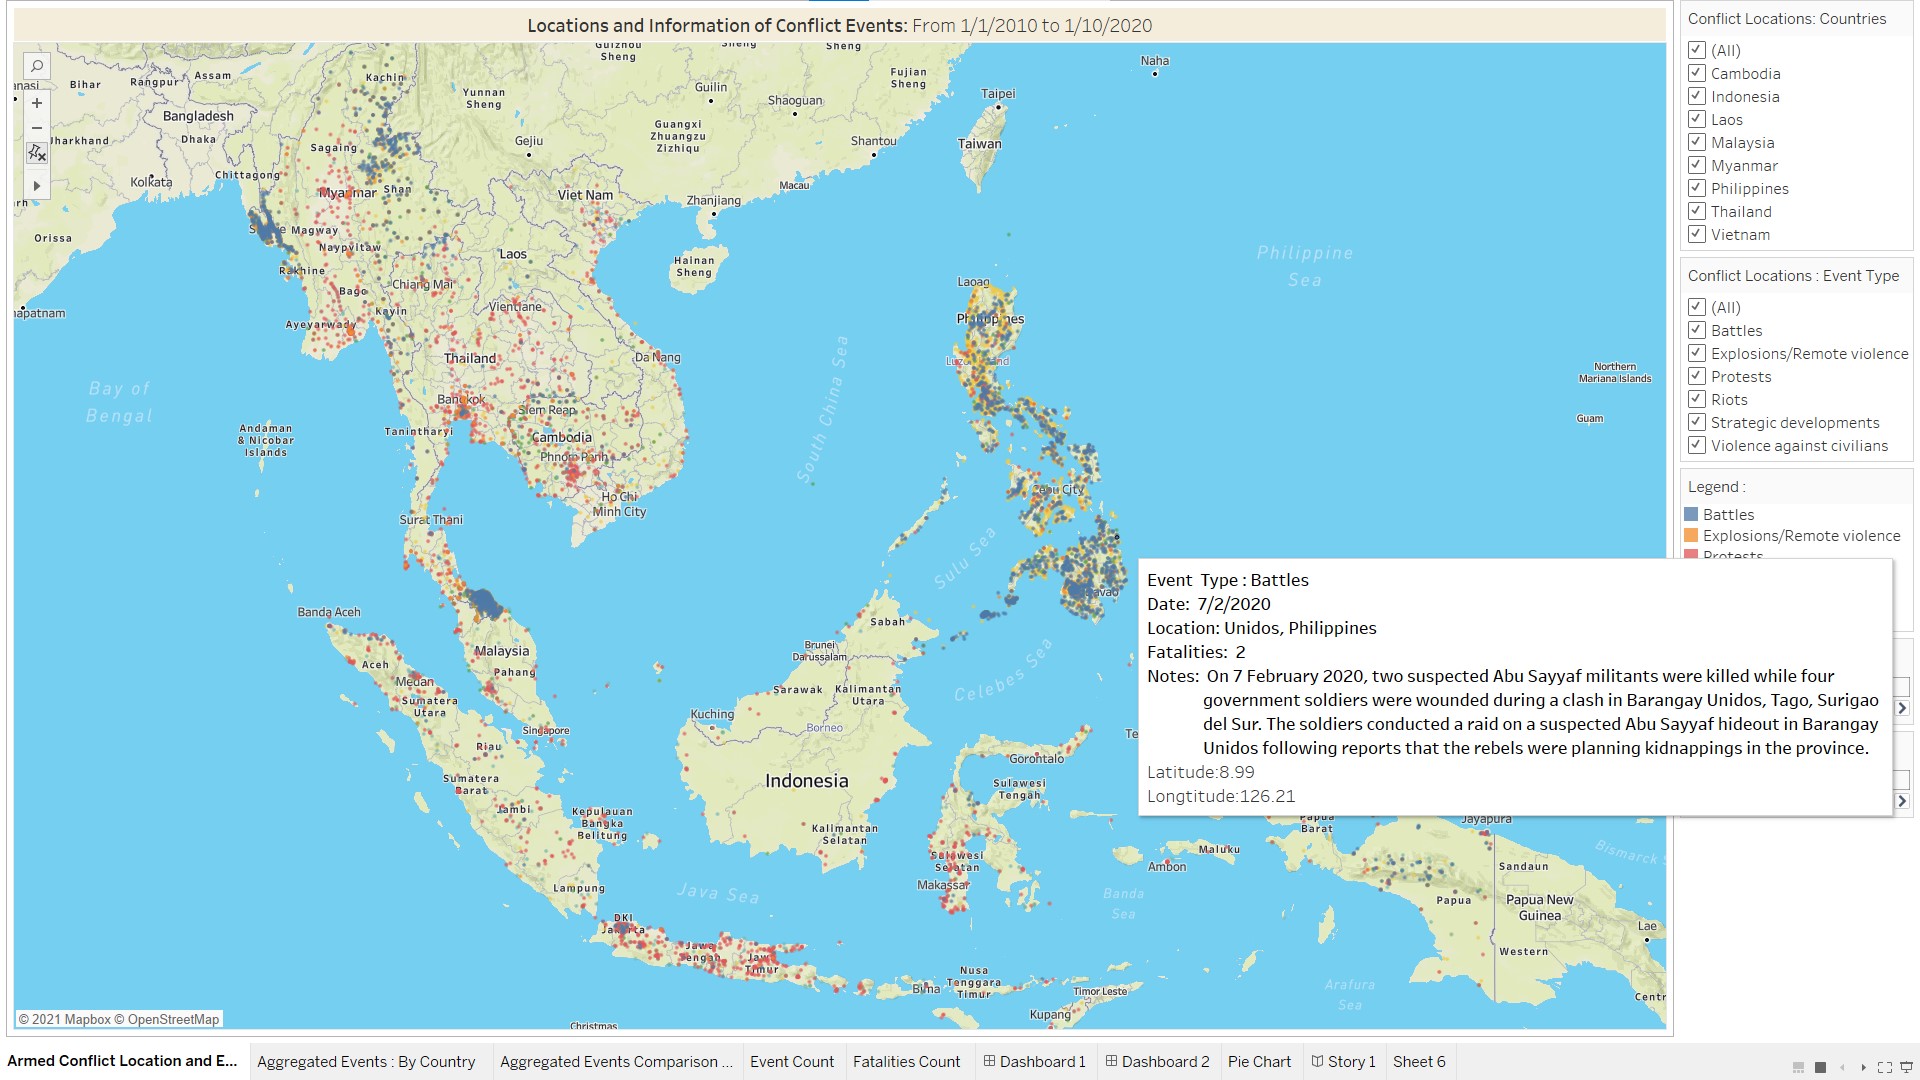 Locations and Information of Conflict Events: From 1/1/2010 to 1/10/2020
Guizhou
Sheng
Sheng
Sheng
Naha
Kachin
Assam
Bihar
Rangpur
Fujian
Sheng
Guilin
Yunnan
Sheng
Shaoguan
Taipei
Bangladesh
Dhaka
Jharkhand
Guangxi
Zhuangzu
Zizhiqu
Gejiu
Shantou
Taiwan
Sagaing
Chittagong
Kolkata
Macau
Myanmar
Shan
Viet Nam
Zhanjiang
Magway
Orissa
Naypyitaw
Laos
Philippine
Sea
Hainan
Sheng
Rakhine
Chiang Mai
Laoag
Bago
Vientiane
Kayin
apatnam
Ayeyarwady
Philippines
Thailand
Da Nang
Northern
Mariana Islands
Bay of
Bengal
Bangkok
Siem Reap
South China Sea
Guam
Andaman
& Nicobar
Islands
Tanintharyi
Cambodia
Phnom Penh
Cebu City
Ho Chi
Minh City
Surat Thani
Sulu Sea
Davao
Banda Aceh
Sabah
Malaysia
Brunei
Darussalam
Aceh
Pahang
Medan
Sumatera
Utara
Sarawak
Kalimantan
Utara
Celebes Sea
Kuching
Borneo
Singapore
Riau
Gorontalo
Sumatera
Barat
Indonesia
Sulawesi
Tengah
Jambi
Kepulauan
Bangka
Belitung
Kalimantan
Selatan
Papua
Barat
Jayapura
Sulawesi
Selatan
Maluku
Ambon
Sandaun
Bismarck
Makassar
Lampung
Java Sea
Banda
Sea
Papua
Papua New
Guinea
DKI
Jakarta
Lae
Jawa
Tengah
Jawa
Timur
Western
Nusa
Tenggara
Timur
Bima
Timor Leste
Arafura
Sea
Centr
Kupang
Christmas
© 2021 Mapbox © OpenStreetMap
Conflict Locations: Countries
(All)
Cambodia
Indonesia
Laos
Malaysia
Myanmar
Philippines
Thailand
Vietnam
Conflict Locations : Event Type
(All)
Battles
Explosions/Remote violence
Protests
Riots
Strategic developments
Violence against civilians
Legend :
Battles
Explosions/Remote violence
Protests
Event Type : Battles
Date: 7/2/2020
Location: Unidos, Philippines
Fatalities: 2
Notes: On 7 February 2020, two suspected Abu Sayyaf militants were killed while four
government soldiers were wounded during a clash in Barangay Unidos, Tago, Surigao
del Sur. The soldiers conducted a raid on a suspected Abu Sayyaf hideout in Barangay
Unidos following reports that the rebels were planning kidnappings in the province.
Latitude:8.99
Longtitude:126.21
Armed Conflict Location and E...
Aggregated Events : By Country
Aggregated Events Comparison ...
Event Count
Fatalities Count
Dashboard 1
Dashboard 2
Pie Chart
Story 1
Sheet 6